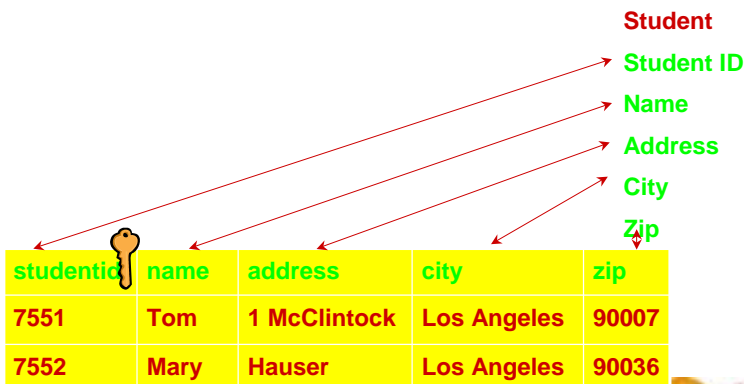 Student
Student ID
Name
Address
City
Zip
studentid name address city zip
7551 Tom 1 McClintock Los Angeles 90007
7552 Mary Hauser Los Angeles 90036